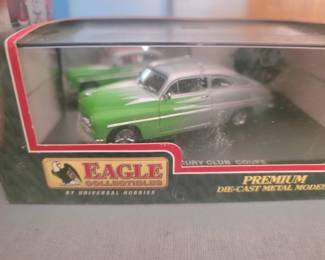 CURY CLUB COUPE
EAGLE
COLLECTIBLES
BY UNIVERSAL HOBBIES
PREMIUM
DIE-CAST METAL MODEL